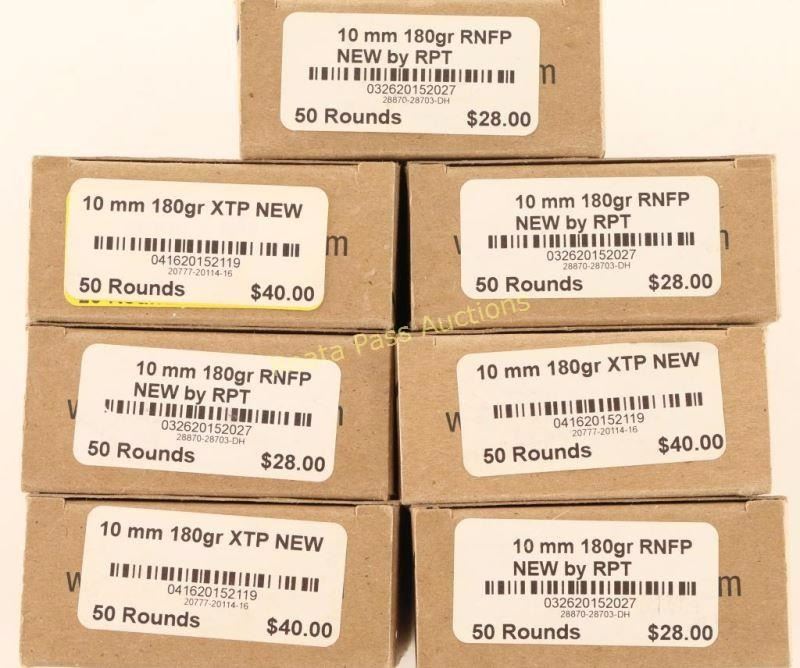 10 mm 180gr RNFP
NEW by RPT
m
032620152027
28870-28703-DH
50 Rounds $28.00
10 mm 180gr XTP NEW
m
041620152119
20777-20114-16
50 Rounds $40.00
10 mm 180gr RNFP
NEW by RPT
w
032620152027
28870-28703-DH
50 Rounds $28.00
Pass Auctions
10 mm 180gr RNFP
NEW by RPT
w m
032620152027
28870-28703-DH
50 Rounds $28.00
10 mm 180gr XTP NEW
w
041620152119
20777-20114-16
50 Rounds $40.00
10 mm 180gr XTP NEW
w
041620152119
20777-20114-16
50 Rounds $40.00
10 mm 180gr RNFP
NEW by RPT
w m
032620152027
28870-28703-DH
50 Rounds $28.00